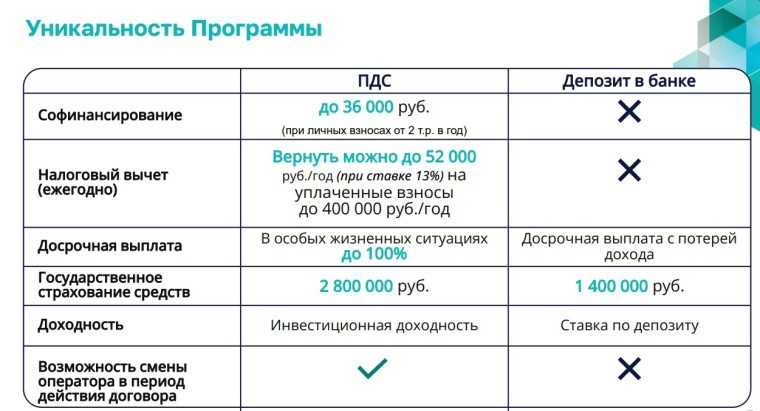 Уникальность Программы
ПДС
Депозит в банке
Софинансирование
до 36 000 руб.
(при личных взносах от 2 т.р. в год)
Налоговый вычет
(ежегодно)
Вернуть можно до 52 000
руб./год (при ставке 13%) на
уплаченные взносы
до 400 000 руб./год
Досрочная выплата
В особых жизненных ситуациях
до 100%
Досрочная выплата с потерей
дохода
Государственное
страхование средств
2 800 000 руб.
1 400 000 руб.
Доходность
Инвестиционная доходность
Ставка по депозиту
Возможность смены
оператора в период
действия договора